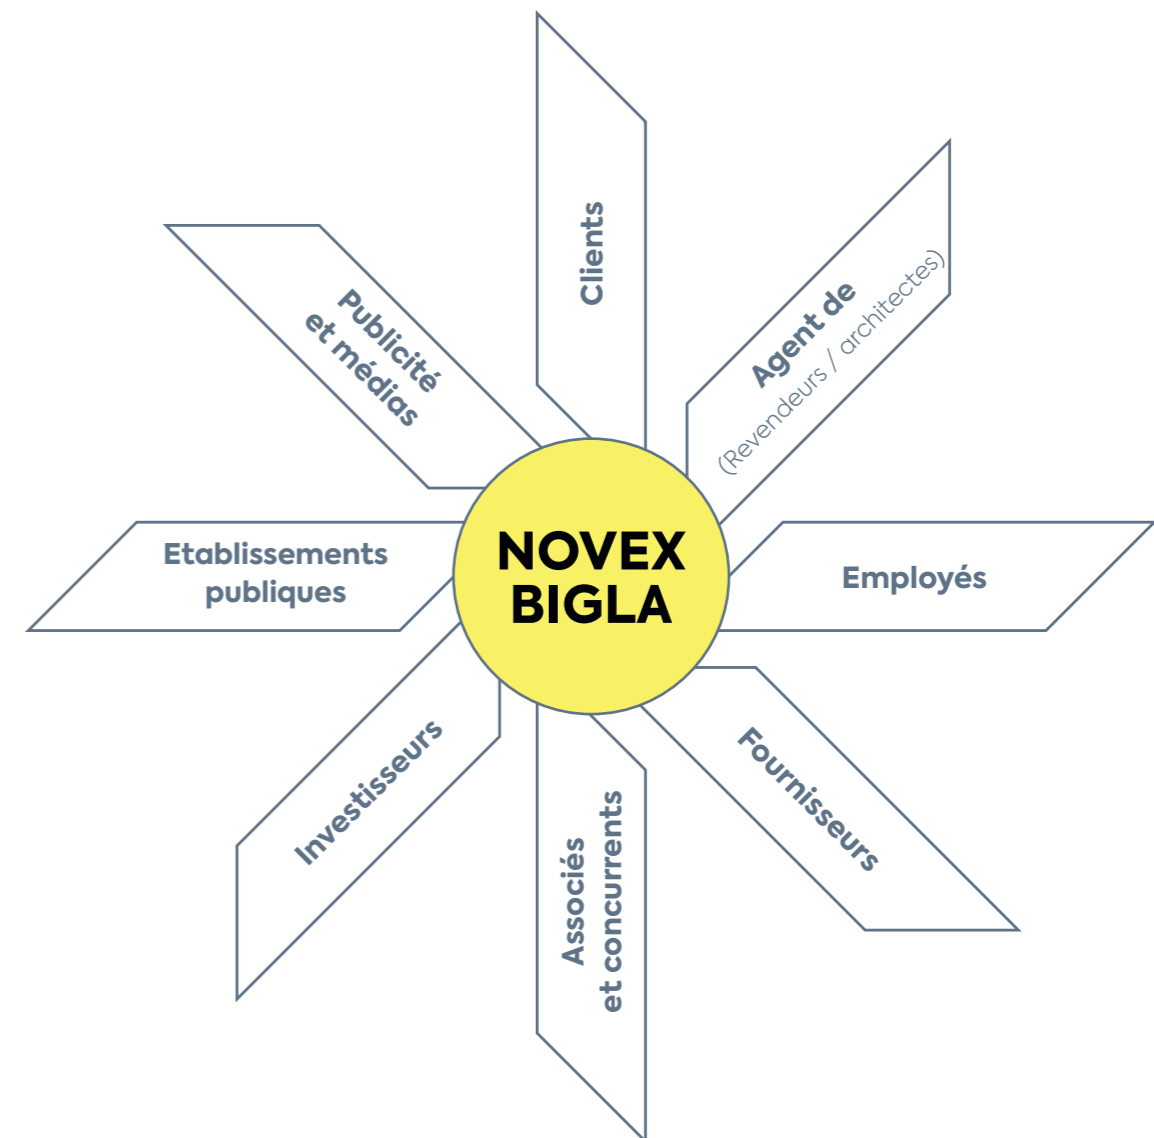 Clients
Agent de
(Revendeurs / architectes)
Employés
Fournisseurs
Associés
et concurrents
Investisseurs
Etablissements
publiques
Publicité
et médias
NOVEX
BIGLA